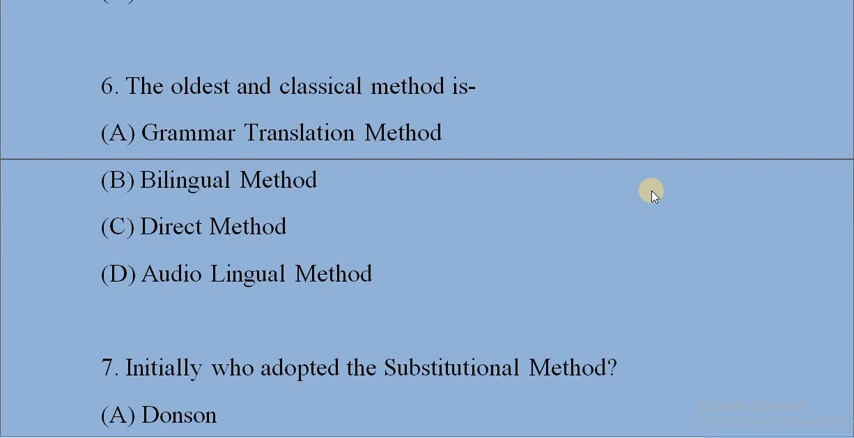 6. The oldest and classical method is-
(A) Grammar Translation Method
(B) Bilingual Method
(C) Direct Method
(D) Audio Lingual Method
7. Initially who adopted the Substitutional Method?
(A) Donson